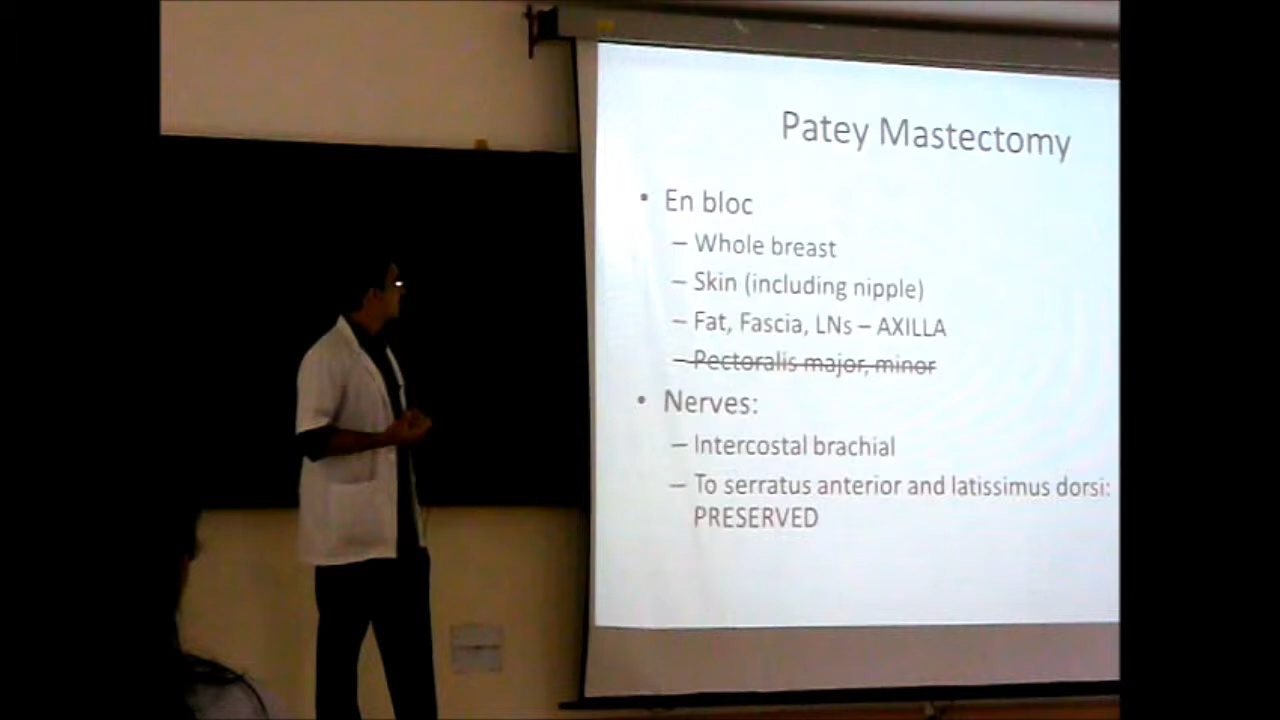 Patey Mastectomy
• En bloc
– Whole breast
– Skin (including nipple)
– Fat, Fascia, LNs – AXILLA
– Pectoralis major, minor
• Nerves:
– Intercostal brachial
– To serratus anterior and latissimus dorsi:
PRESERVED